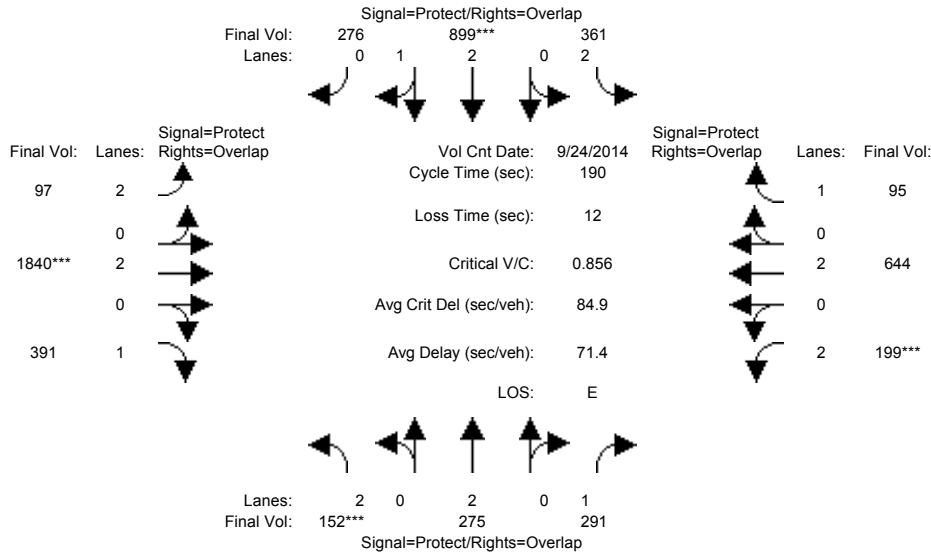 Signal=Protect/Rights=Overlap
Final Vol: 276 899*** 361
Lanes: 0 1 2 0 2
Signal=Protect
Final Vol: Lanes: Rights=Overlap
Vol Cnt Date: 9/24/2014
Signal=Protect
Rights=Overlap Lanes: Final Vol:
Cycle Time (sec): 190
97 2 1 95
Loss Time (sec): 12
0 0
1840*** 2 Critical V/C: 0.856 2 644
0 Avg Crit Del (sec/veh): 84.9 0
391 1 Avg Delay (sec/veh): 71.4 2 199***
LOS: E
Lanes: 2 0 2 0 1
Final Vol: 152*** 275 291
Signal=Protect/Rights=Overlap